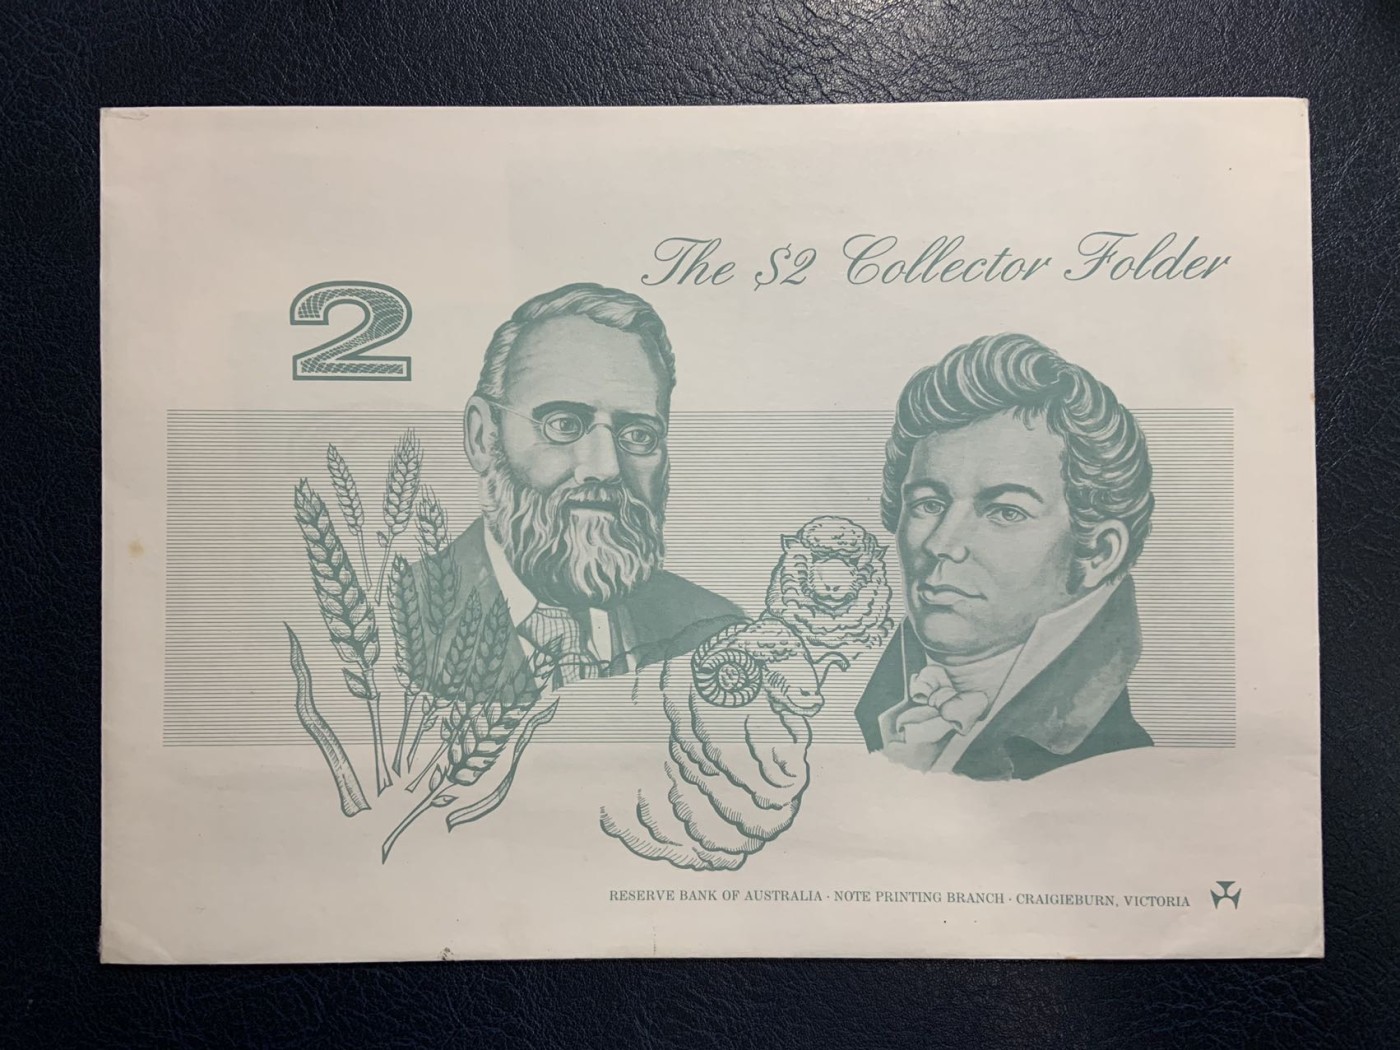 The $2 Collector Folder
2
RESERVE BANK OF AUSTRALIA · NOTE PRINTING BRANCH · CRAIGIEBURN, VICTORIA